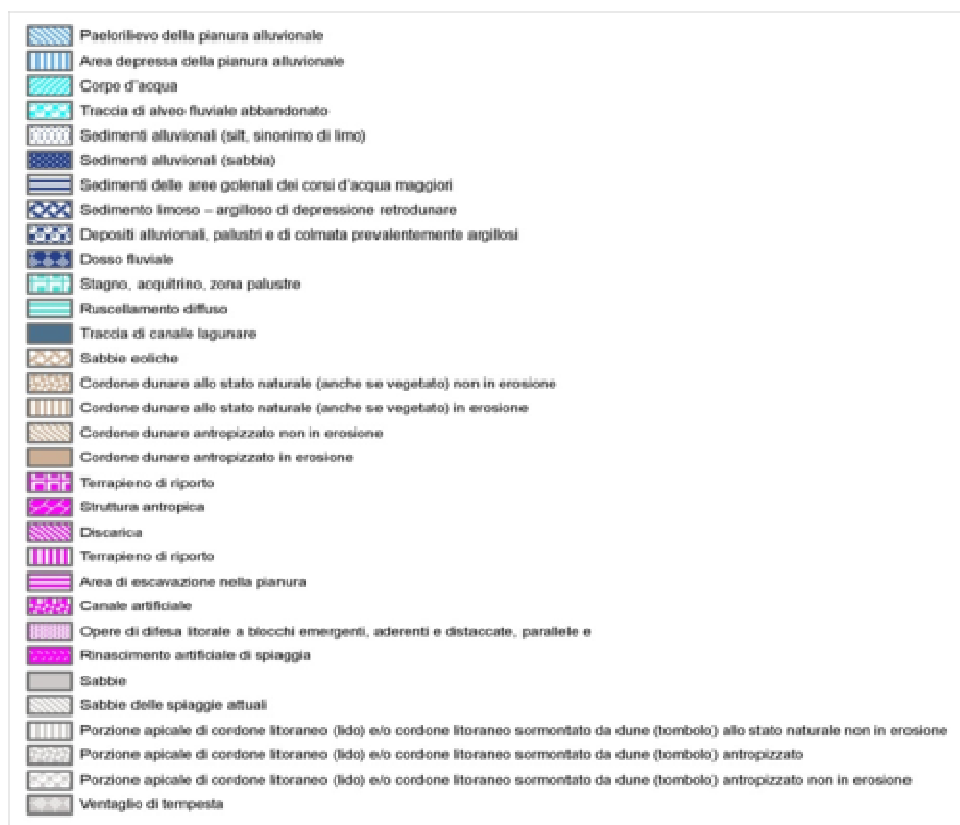 Paelorilievo della pianura alluvionale
Area depressa della pianura alluvionale
Corpe d"acqua
Traccia di alveo fluviale abbandonato
Sedimenti alluviionali (silt, sinonimo di limo)
Sedimenti alluviionali (sabbia)
Sedimenti delle aree golenali dei corsi d'acqua maggiori
Sedimento limoso – argilloso di depressione retrodunare
Depositi alluvionali, palustri e di colmata prevalentemente argillosi
Dosso fluviale
Stagno, acquitrino, zona palustre
Ruscellamento diffuso
Traccia di canale lagunare
Sabbie eoliche
Cordone dunare allo stato naturale (anche se vegetato) non in erosione
Cordone dunare allo stato naturale (anche se vegetato) in erosione
Cordone dunare antropizzato non in erosione
Cordone dunare antropizzato in erosione
Terrapieno di riporto
Struttura antropica
Discarica
Terrapieno di riporto
Area di escavazione nella pianura
Canale artificiale
Opere di difesa litorale a blocchi emergenti, aderenti e distaccate, parallele e
Rinascimento artificiale di spiaggia
Sabbie
Sabbie delle spiaggie attuali
Porzione apicale di cordone litoraneo (lido) e/o cordone litoraneo sormontato da dune (tombolo) allo stato naturale non in erosione
Porzione apicale di cordone litoraneo (lido) e/o cordone litoraneo sormontato da dune (tombolo) antropizzato
Porzione apicale di cordone litoraneo (lido) e/o cordone litoraneo sormontato da dune (tombolo) antropizzato non in erosione
Ventaglio di tempesta